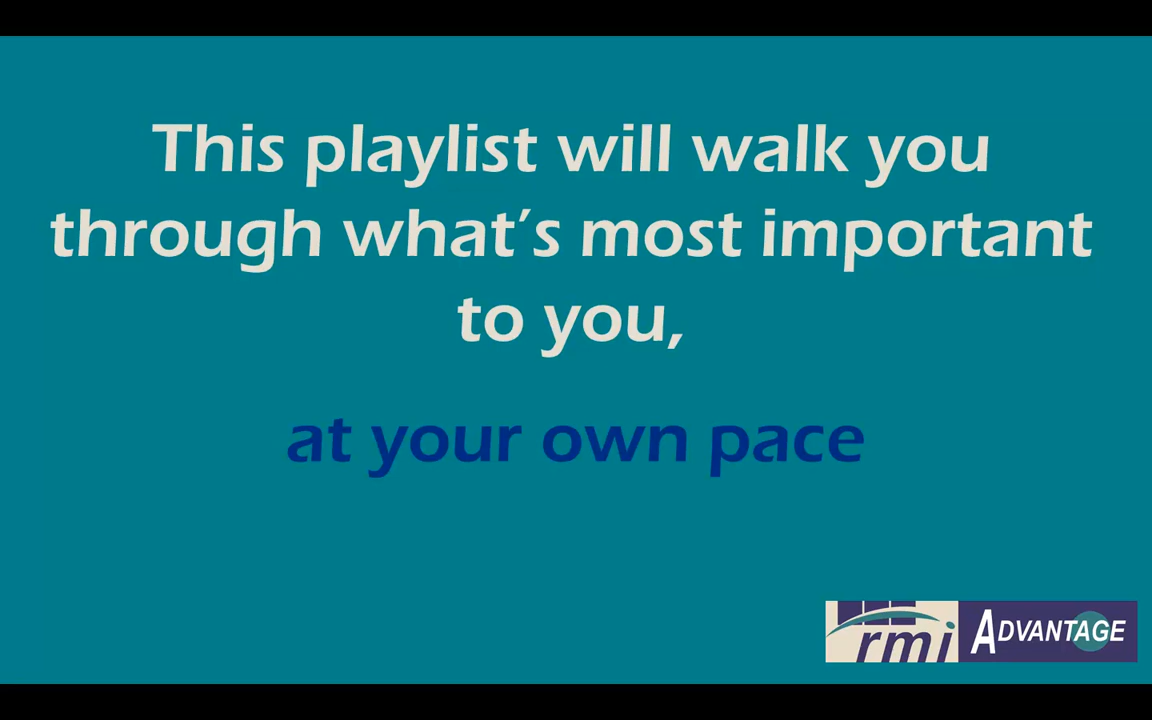 This playlist will walk you
through what’s most important
to you,
at your own pace
rmi ADVANTAGE